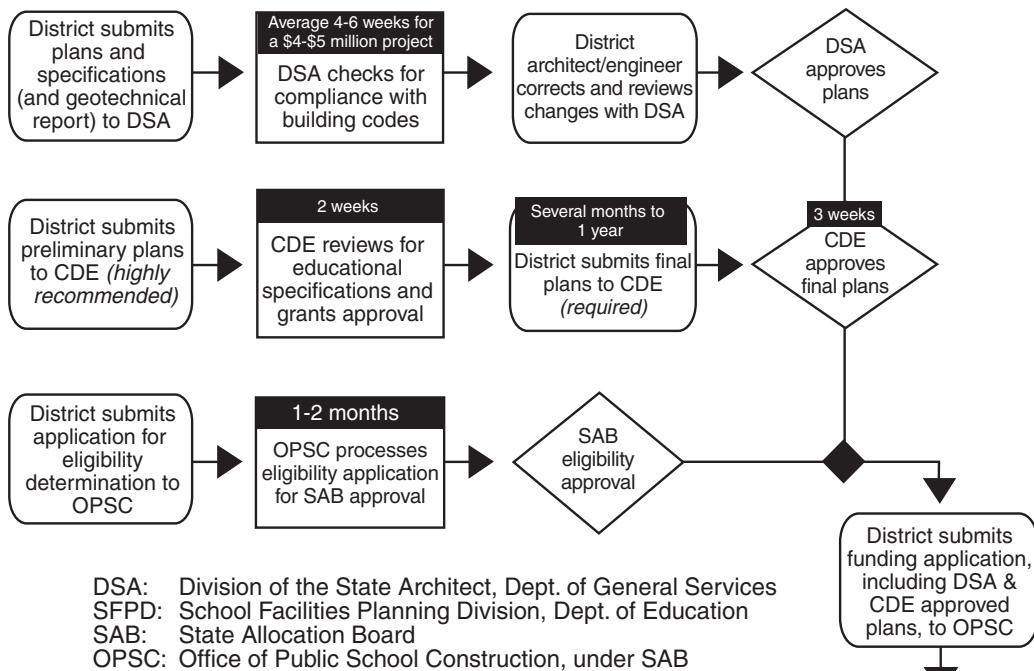 District submits
plans and
specifications
(and geotechnical
report) to DSA
Average 4-6 weeks for
a $4-$5 million project
DSA checks for
compliance with
building codes
District
architect/engineer
corrects and reviews
changes with DSA
DSA
approves
plans
District submits
preliminary plans
to CDE (highly
recommended)
2 weeks
CDE reviews for
educational
specifications and
grants approval
Several months to
1 year
District submits final
plans to CDE
(required)
3 weeks
CDE
approves
final plans
District submits
application for
eligibility
determination to
OPSC
1-2 months
OPSC processes
eligibility application
for SAB approval
SAB
eligibility
approval
District submits
funding application,
including DSA &
CDE approved
plans, to OPSC
DSA: Division of the State Architect, Dept. of General Services
SFPD: School Facilities Planning Division, Dept. of Education
SAB: State Allocation Board
OPSC: Office of Public School Construction, under SAB